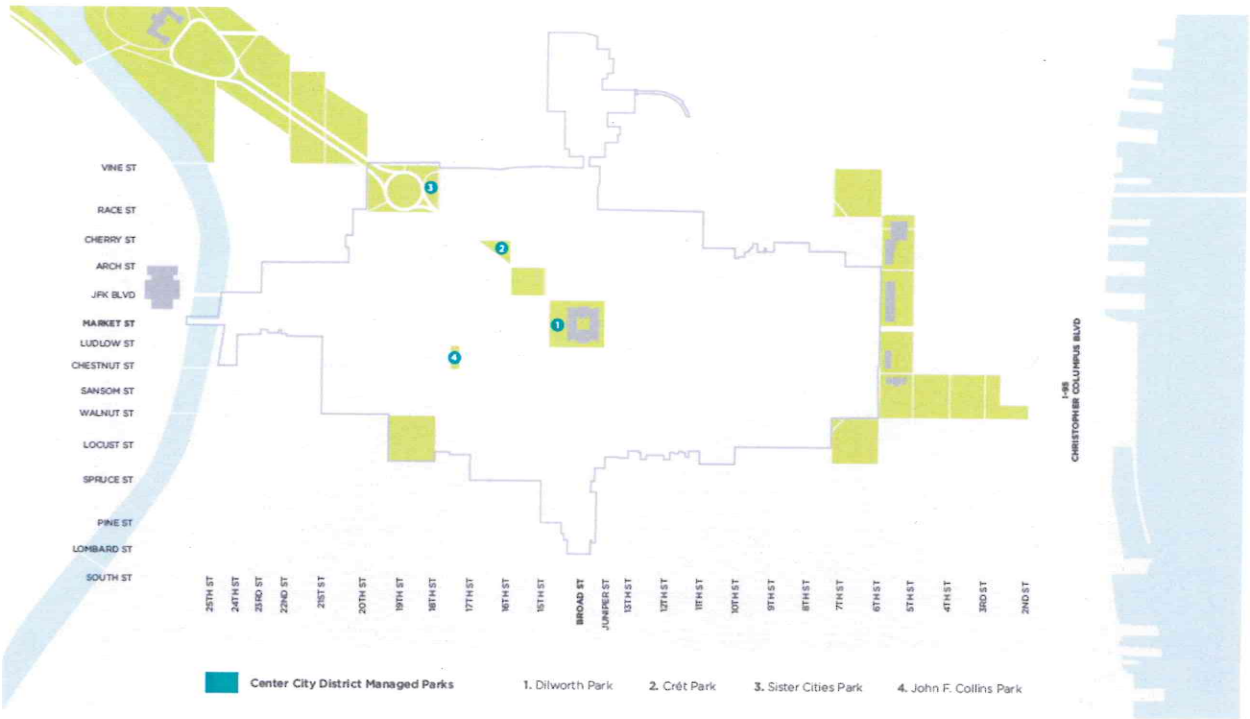 VINE ST
RACE ST
CHERRY ST
ARCH ST
JFK BLVD
MARKET ST
LUDLOW ST
CHESTNUT ST
SANSOM ST
WALNUT ST
LOCUST ST
SPRUCE ST
PINE ST
LOMBARD ST
SOUTH ST
3
2
1
4
I-95
CHRISTOPHER COLUMBUS BLVD
25TH ST
24TH ST
23RD ST
22ND ST
21ST ST
20TH ST
19TH ST
18TH ST
17TH ST
16TH ST
15TH ST
BROAD ST
JUNIPER ST
13TH ST
12TH ST
11TH ST
10TH ST
9TH ST
8TH ST
7TH ST
6TH ST
5TH ST
4TH ST
3RD ST
2ND ST
Center City District Managed Parks
1. Dilworth Park
2. Crét Park
3. Sister Cities Park
4. John F. Collins Park